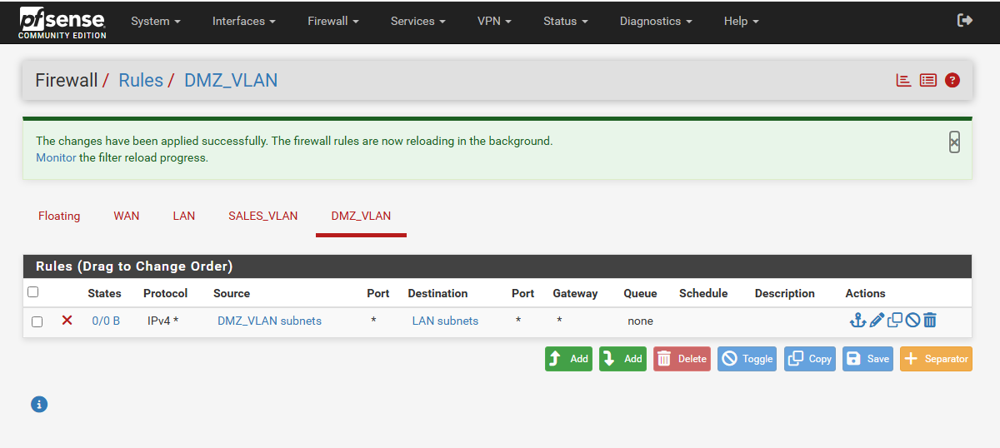 pfsense
COMMUNITY EDITION
System Interfaces Firewall Services VPN Status Diagnostics Help
Firewall / Rules / DMZ_VLAN
The changes have been applied successfully. The firewall rules are now reloading in the background.
Monitor the filter reload progress.
Floating WAN LAN SALES_VLAN DMZ_VLAN
Rules (Drag to Change Order)
States Protocol Source Port Destination Port Gateway Queue Schedule Description Actions
0/0 B IPv4 * DMZ_VLAN subnets * LAN subnets * * none
Add Add Delete Toggle Copy Save Separator